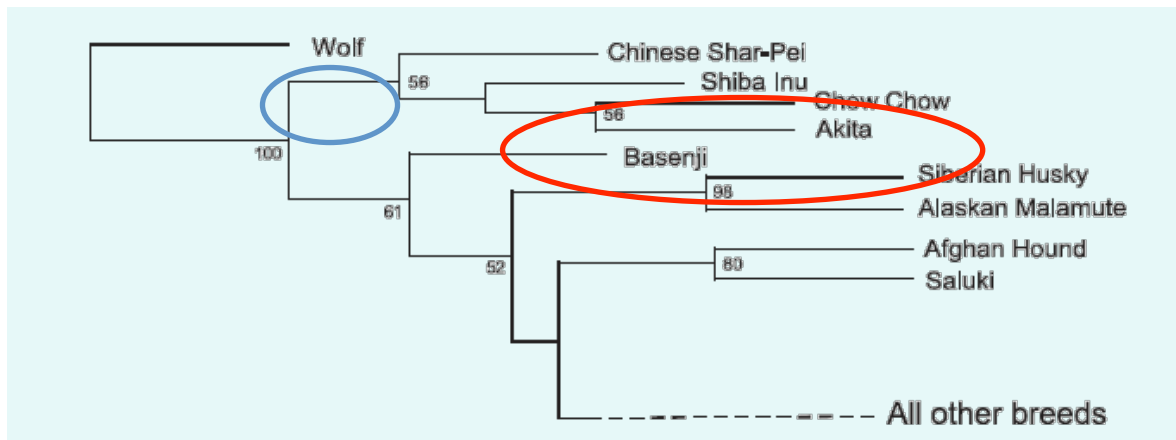 Wolf
Chinese Shar-Pei
56
Shiba Inu
Chow Chow
56
Akita
100
Basenji
Siberian Husky
98
61
Alaskan Malamute
Afghan Hound
52
80
Saluki
All other breeds